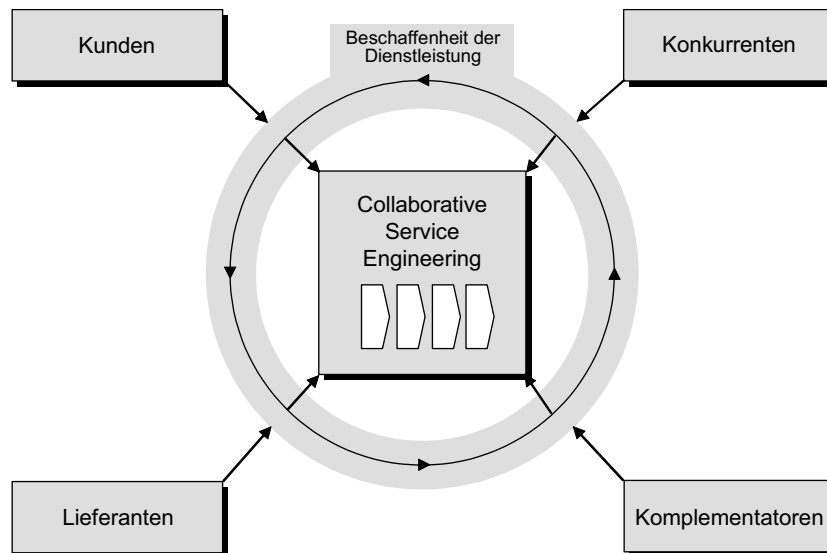 Kunden
Beschaffenheit der
Dienstleistung
Konkurrenten
Collaborative
Service
Engineering
Lieferanten
Komplementatoren